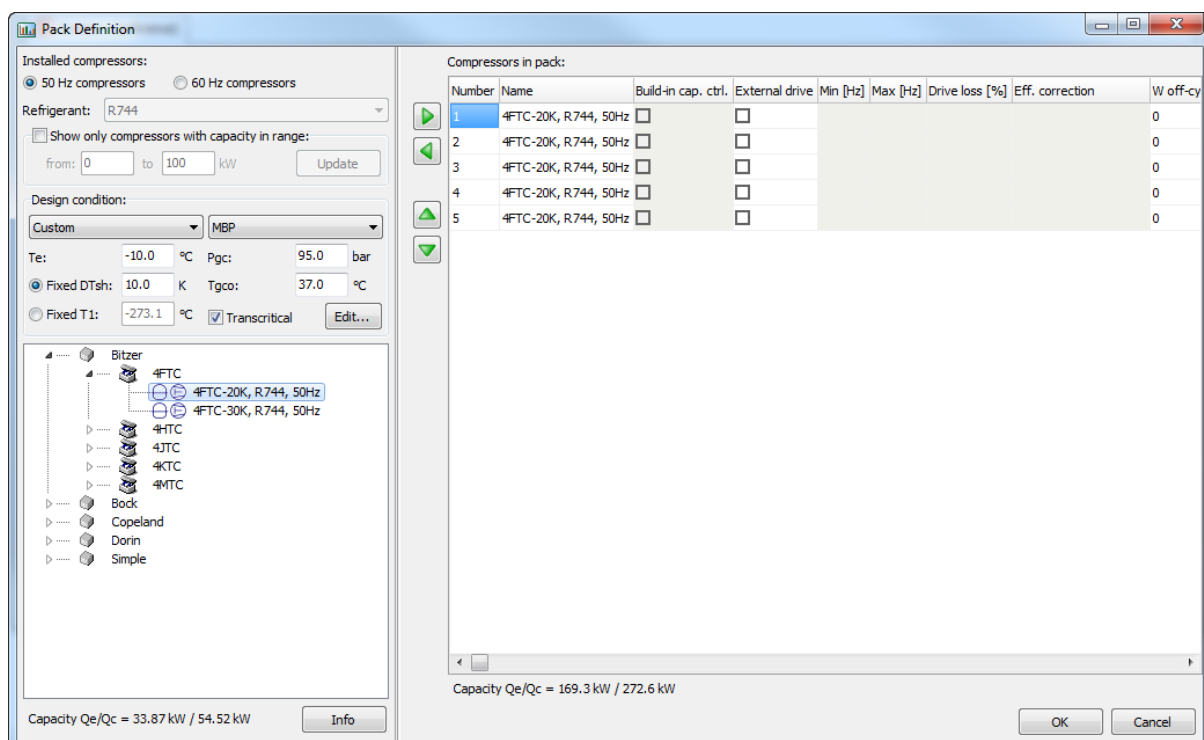 Pack Definition
Installed compressors:
50 Hz compressors 60 Hz compressors
Refrigerant: R744
Show only compressors with capacity in range:
from: 0 to 100 kW Update
Design condition:
Custom MBP
Te: -10.0 °C Pgc: 95.0 bar
Fixed DTsh: 10.0 K Tgco: 37.0 °C
Fixed T1: -273.1 °C Transcritical Edit...
Bitzer
4FTC
4FTC-20K, R744, 50Hz
4FTC-30K, R744, 50Hz
4HTC
4JTC
4KTC
4MTC
Bock
Copeland
Dorin
Simple
Capacity Qe/Qc = 33.87 kW / 54.52 kW Info
Compressors in pack:
Number Name Build-in cap. ctrl. External drive Min [Hz] Max [Hz] Drive loss [%] Eff. correction W off-cy
1 4FTC-20K, R744, 50Hz 0
2 4FTC-20K, R744, 50Hz 0
3 4FTC-20K, R744, 50Hz 0
4 4FTC-20K, R744, 50Hz 0
5 4FTC-20K, R744, 50Hz 0
Capacity Qe/Qc = 169.3 kW / 272.6 kW
OK Cancel